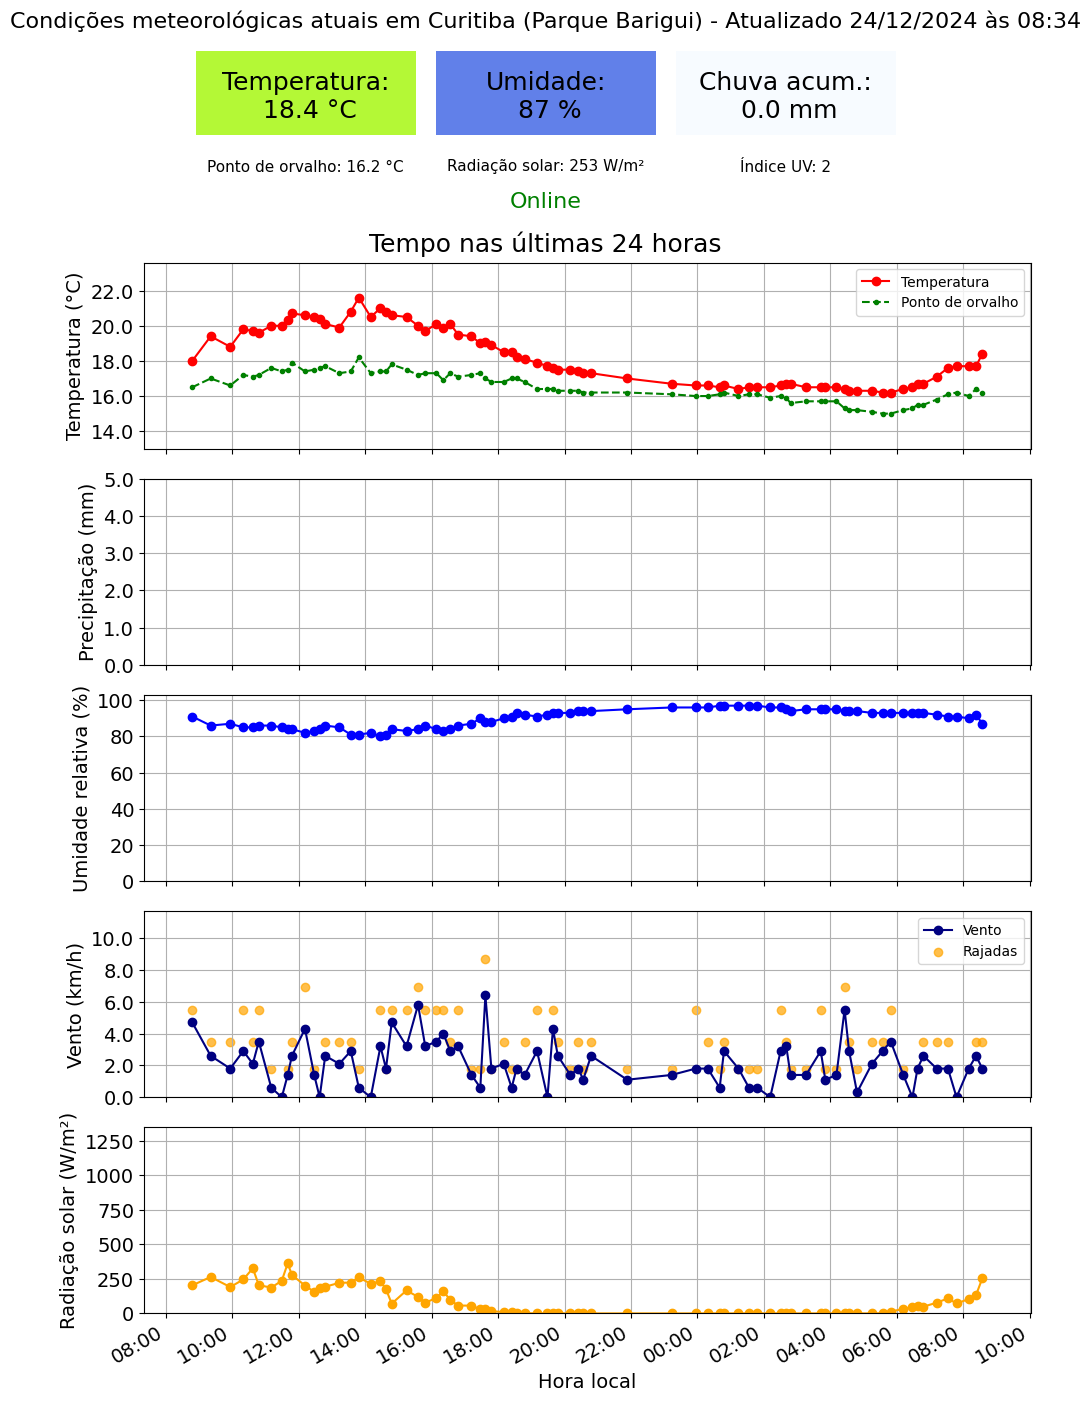 Condições meteorológicas atuais em Curitiba (Parque Barigui) - Atualizado 24/12/2024 às 08:34
Temperatura:
18.4 °C
Umidade:
87 %
Chuva acum.:
0.0 mm
Ponto de orvalho: 16.2 °C
Radiação solar: 253 W/m²
Índice UV: 2
Online
Tempo nas últimas 24 horas
Temperatura (°C)
22.0
20.0
18.0
16.0
14.0
Temperatura
Ponto de orvalho
Precipitação (mm)
5.0
4.0
3.0
2.0
1.0
0.0
Umidade relativa (%)
100
80
60
40
20
0
Vento (km/h)
10.0
8.0
6.0
4.0
2.0
0.0
Vento
Rajadas
Radiação solar (W/m²)
1250
1000
750
500
250
0
08:00
10:00
12:00
14:00
16:00
18:00
20:00
22:00
00:00
02:00
04:00
06:00
08:00
10:00
Hora local